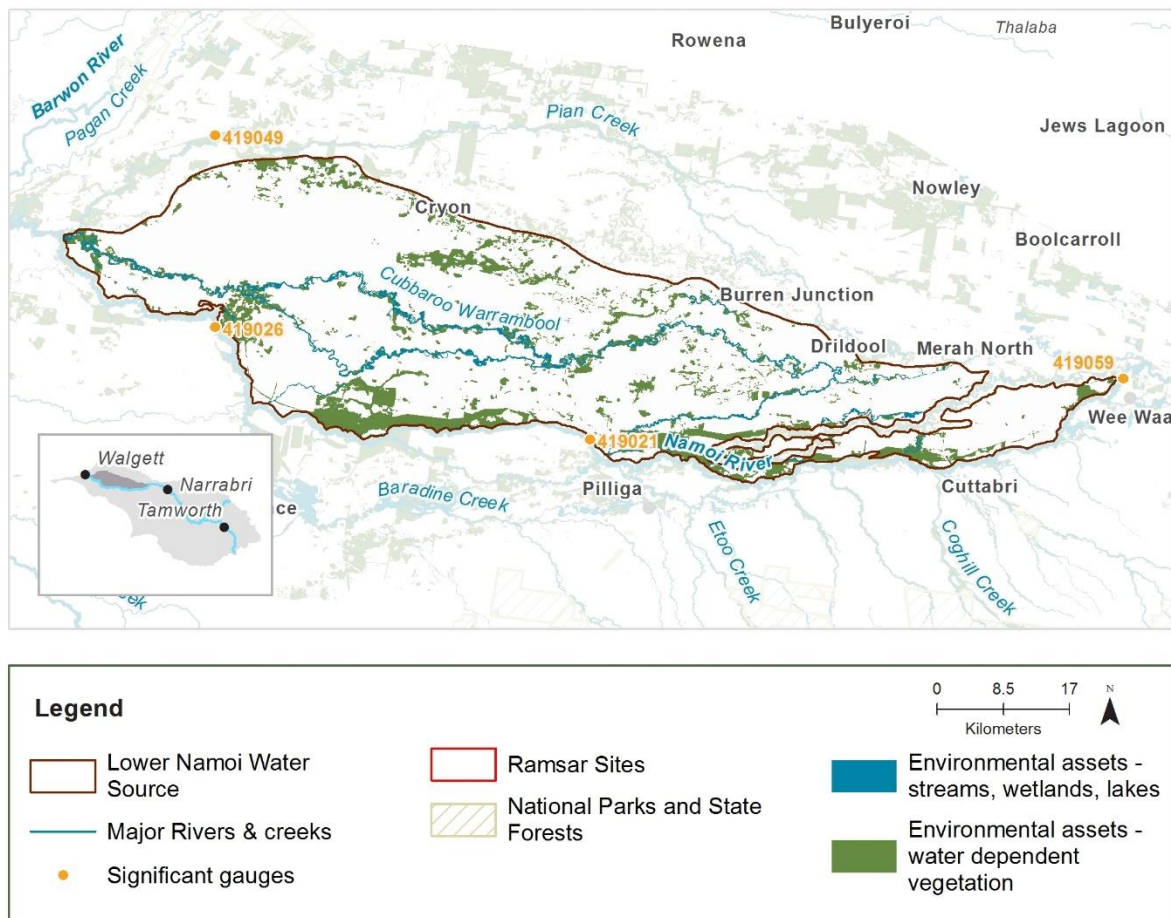 Bulyeroi
Thalaba
Rowena
Barwon River
Pagan Creek
Pian Creek
419049
Jews Lagoon
Nowley
Cryon
Boolcarroll
Cubbaroo Warrambool
Burren Junction
419026
Drildool
Merah North
419059
Wee Waa
419021
Namoi River
Walgett
Narrabri
Tamworth
ce
Baradine Creek
Pilliga
Cuttabri
Etoo Creek
Coghill Creek
Legend
0 8.5 17
Kilometers
N
Lower Namoi Water
Source
Major Rivers & creeks
Significant gauges
Ramsar Sites
National Parks and State
Forests
Environmental assets -
streams, wetlands, lakes
Environmental assets -
water dependent
vegetation